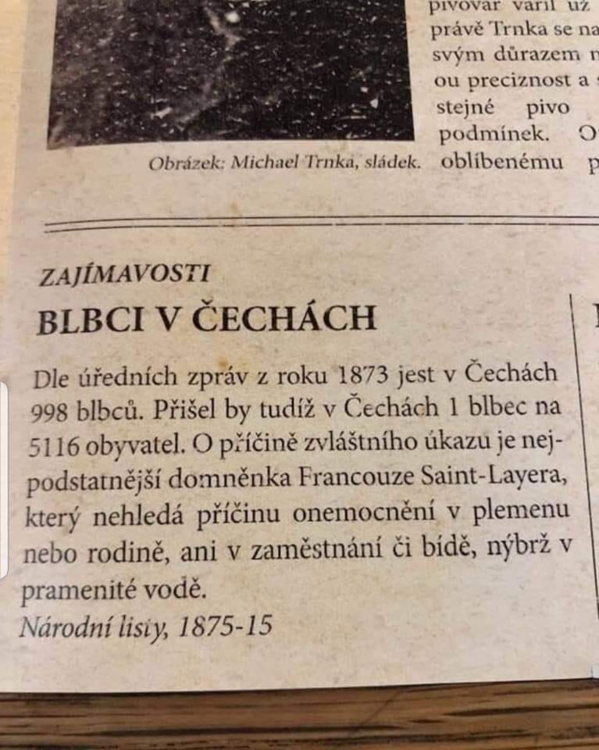 pivovar vařil už
právě Trnka se na
svým důrazem
ou preciznost a
stejné pivo
podmínek.
Obrázek: Michael Trnka, sládek.
oblíbenému
ZAJÍMAVOSTI
BLBCI V ČECHÁCH
Dle úředních zpráv z roku 1873 jest v Čechách
998 blbců. Přišel by tudíž v Čechách 1 blbec na
5116 obyvatel. O příčině zvláštního úkazu je nej-
podstatnější domněnka Francouze Saint-Layera,
který nehledá příčinu onemocnění v plemenu
nebo rodině, ani v zaměstnání či bídě, nýbrž v
pramenité vodě.
Národní listy, 1875-15